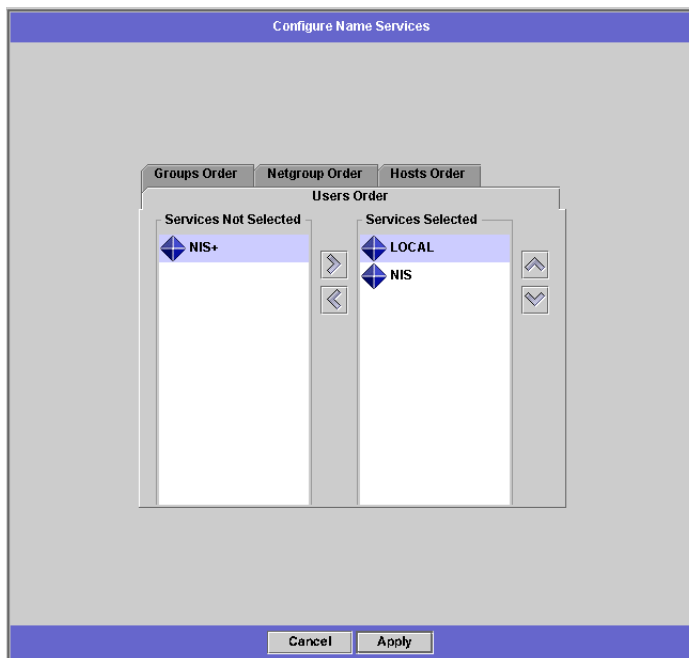 Configure Name Services
Groups Order Netgroup Order Hosts Order
Users Order
Services Not Selected Services Selected
NIS+ LOCAL
NIS
Cancel Apply